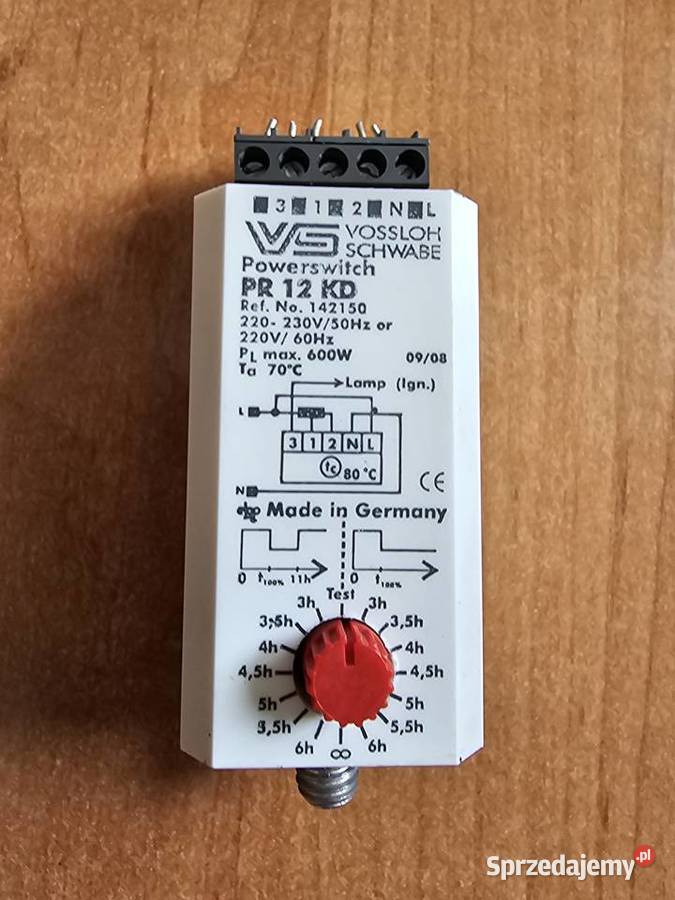 3 1 2 N L
VS VOSSLOH
SCHWABE
Powerswitch
PR 12 KD
Ref. No. 142150
220- 230V/50Hz or
220V/ 60Hz
PL max. 600W 09/08
Ta 70°C
Lamp (Ign.)
L
3 1 2 N L
tc 80 °C
N
CE
Made in Germany
0 t100% 11h 0 t100%
Test
3h 3h
3,5h 3,5h
4h 4h
4,5h 4,5h
5h 5h
5,5h 5,5h
6h ∞ 6h
Sprzedajemy.pl